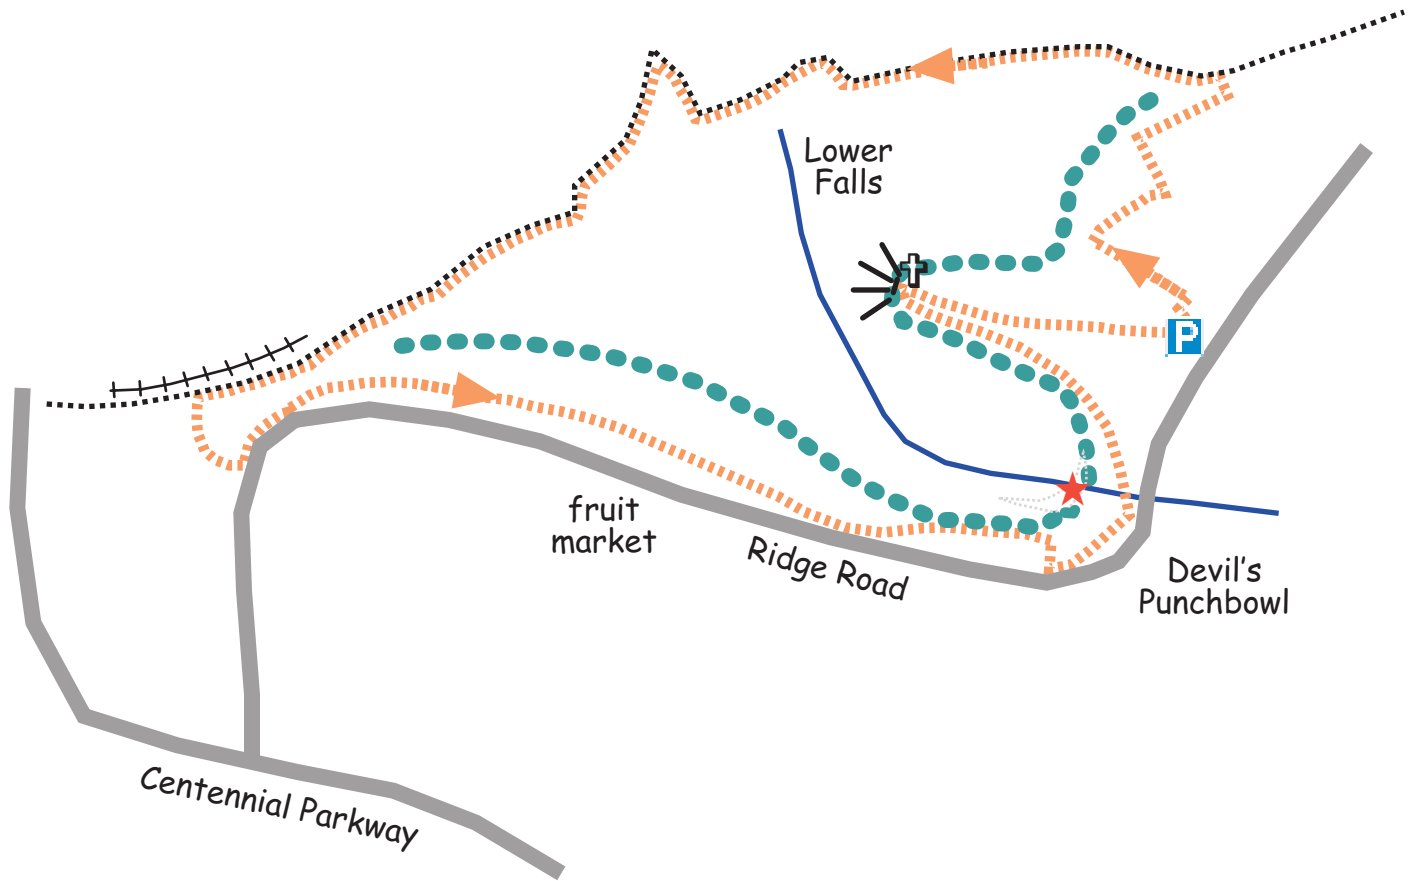 Lower
Falls
P
fruit
market
Ridge Road
Devil's
Punchbowl
Centennial Parkway